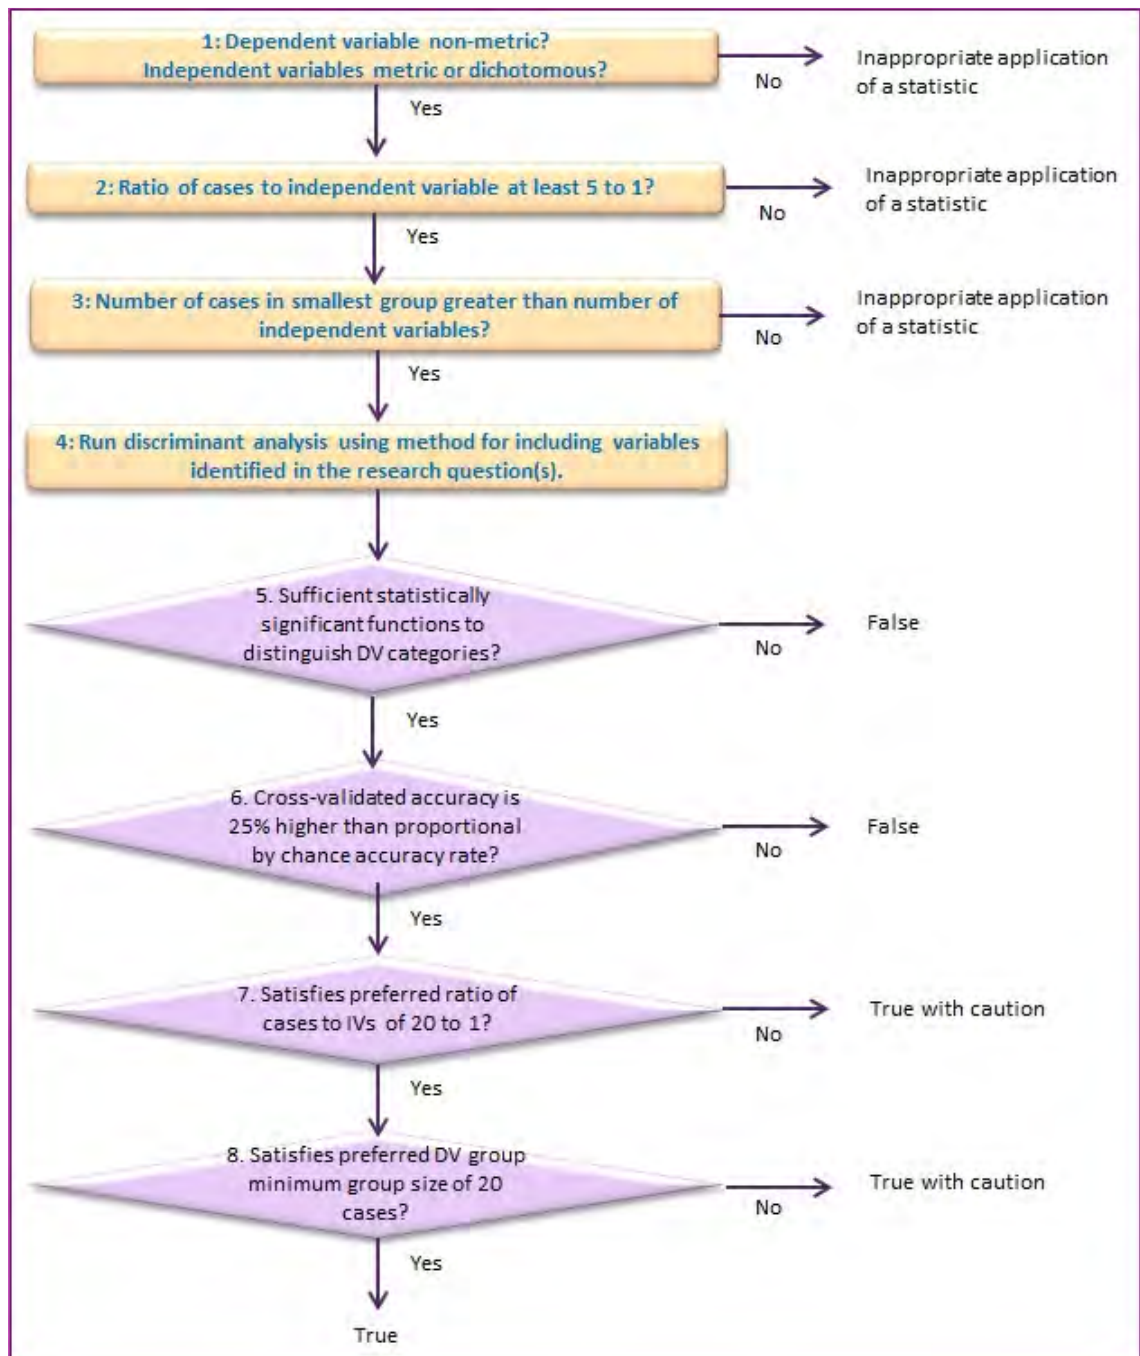 1: Dependent variable non-metric?
Independent variables metric or dichotomous?
No
Inappropriate application
of a statistic
Yes
2: Ratio of cases to independent variable at least 5 to 1?
No
Inappropriate application
of a statistic
Yes
3: Number of cases in smallest group greater than number of
independent variables?
No
Inappropriate application
of a statistic
Yes
4: Run discriminant analysis using method for including variables
identified in the research question(s).
5. Sufficient statistically
significant functions to
distinguish DV categories?
No
False
Yes
6. Cross-validated accuracy is
25% higher than proportional
by chance accuracy rate?
No
False
Yes
7. Satisfies preferred ratio of
cases to IVs of 20 to 1?
No
True with caution
Yes
8. Satisfies preferred DV group
minimum group size of 20
cases?
No
True with caution
Yes
True